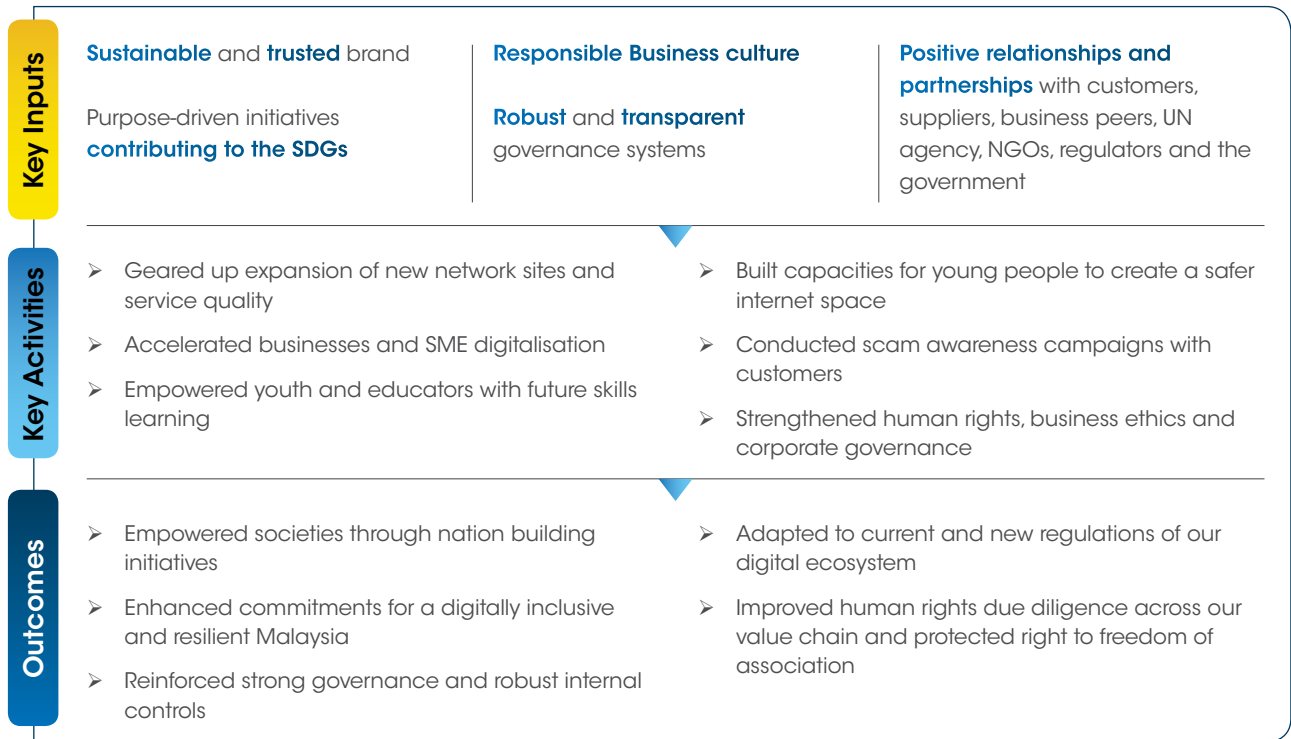 Key Inputs
Sustainable and trusted brand
Purpose-driven initiatives
contributing to the SDGs
Responsible Business culture
Robust and transparent
governance systems
Positive relationships and
partnerships with customers,
suppliers, business peers, UN
agency, NGOs, regulators and the
government
Key Activities
➢ Geared up expansion of new network sites and
service quality
➢ Accelerated businesses and SME digitalisation
➢ Empowered youth and educators with future skills
learning
➢ Built capacities for young people to create a safer
internet space
➢ Conducted scam awareness campaigns with
customers
➢ Strengthened human rights, business ethics and
corporate governance
Outcomes
➢ Empowered societies through nation building
initiatives
➢ Enhanced commitments for a digitally inclusive
and resilient Malaysia
➢ Reinforced strong governance and robust internal
controls
➢ Adapted to current and new regulations of our
digital ecosystem
➢ Improved human rights due diligence across our
value chain and protected right to freedom of
association